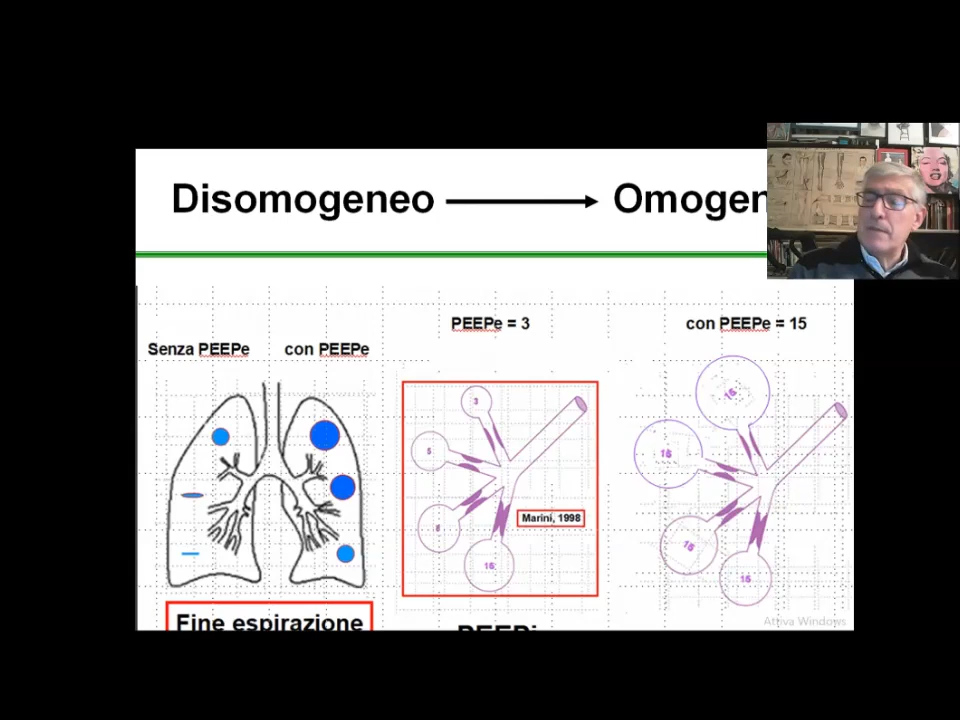 Disomogeneo
Omogen
PEEPe = 3
con PEEPe = 15
Senza PEEPe
con PEEPe
3
5
15
15
15
15
15
Marini, 1998
Fine espirazione
PEEPi
Attiva Windows